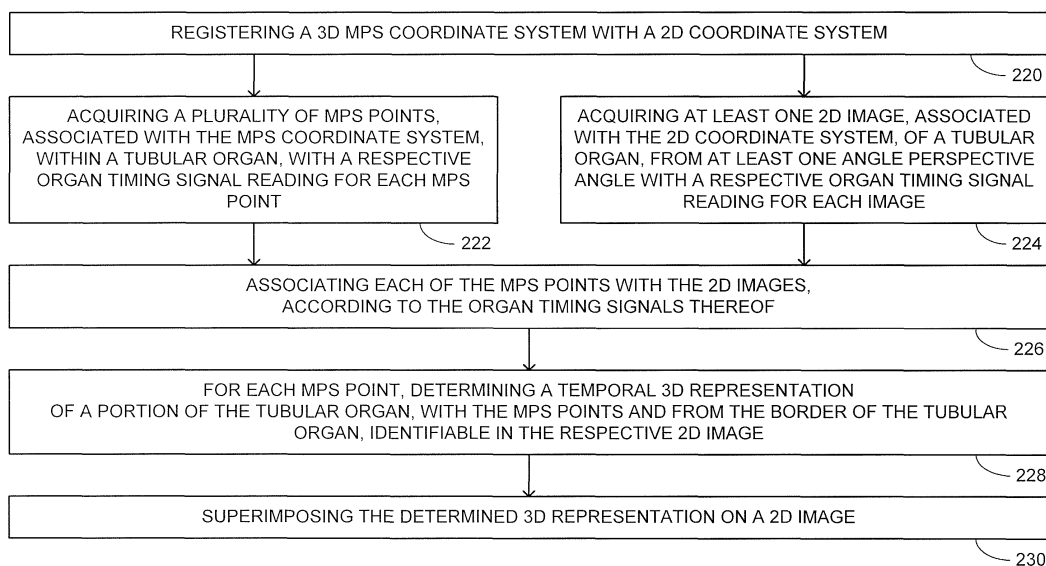 REGISTERING A 3D MPS COORDINATE SYSTEM WITH A 2D COORDINATE SYSTEM
220
ACQUIRING A PLURALITY OF MPS POINTS,
ASSOCIATED WITH THE MPS COORDINATE SYSTEM,
WITHIN A TUBULAR ORGAN, WITH A RESPECTIVE
ORGAN TIMING SIGNAL READING FOR EACH MPS
POINT
222
ACQUIRING AT LEAST ONE 2D IMAGE, ASSOCIATED
WITH THE 2D COORDINATE SYSTEM, OF A TUBULAR
ORGAN, FROM AT LEAST ONE ANGLE PERSPECTIVE
ANGLE WITH A RESPECTIVE ORGAN TIMING SIGNAL
READING FOR EACH IMAGE
224
ASSOCIATING EACH OF THE MPS POINTS WITH THE 2D IMAGES,
ACCORDING TO THE ORGAN TIMING SIGNALS THEREOF
226
FOR EACH MPS POINT, DETERMINING A TEMPORAL 3D REPRESENTATION
OF A PORTION OF THE TUBULAR ORGAN, WITH THE MPS POINTS AND FROM THE BORDER OF THE TUBULAR
ORGAN, IDENTIFIABLE IN THE RESPECTIVE 2D IMAGE
228
SUPERIMPOSING THE DETERMINED 3D REPRESENTATION ON A 2D IMAGE
230